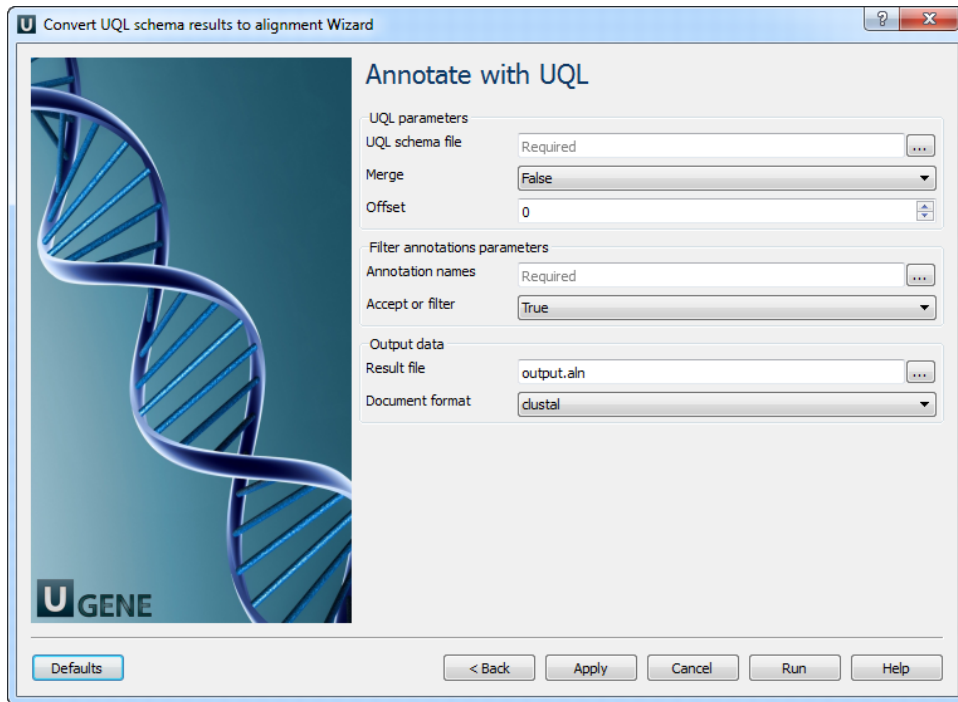 U Convert UQL schema results to alignment Wizard
?
X
Annotate with UQL
UQL parameters
UQL schema file Required ...
Merge False
Offset 0
Filter annotations parameters
Annotation names Required ...
Accept or filter True
Output data
Result file output.aln ...
Document format clustal
U GENE
Defaults < Back Apply Cancel Run Help